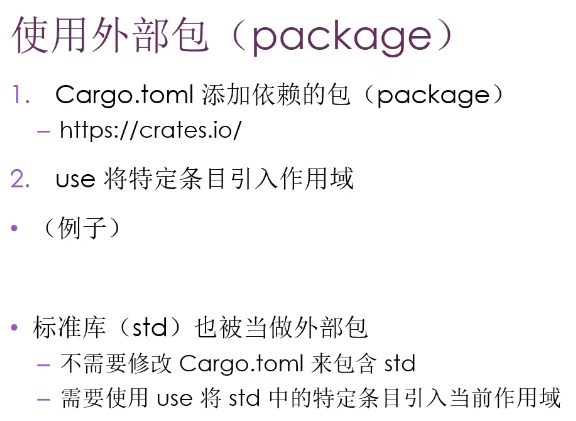 使用外部包（package）
1. Cargo.toml 添加依赖的包（package）
– https://crates.io/
2. use 将特定条目引入作用域
• （例子）
• 标准库（std）也被当做外部包
– 不需要修改 Cargo.toml 来包含 std
– 需要使用 use 将 std 中的特定条目引入当前作用域